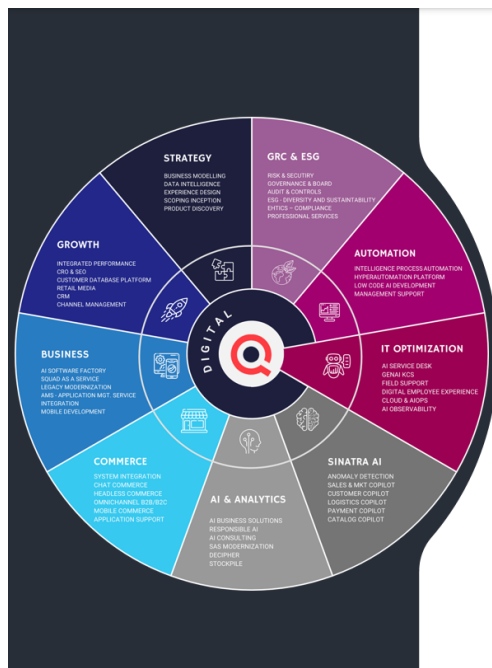 STRATEGY
BUSINESS MODELLING
DATA INTELLIGENCE
EXPERIENCE DESIGN
SCOPING INCEPTION
PRODUCT DISCOVERY
GRC & ESG
RISK & SECUTIRY
GOVERNANCE & BOARD
AUDIT & CONTROLS
ESG - DIVERSITY AND SUSTAINTABILITY
EHTICS – COMPLIANCE
PROFESSIONAL SERVICES
AUTOMATION
INTELLIGENCE PROCESS AUTOMATION
HYPERAUTOMATION PLATFORM
LOW CODE AI DEVELOPMENT
MANAGEMENT SUPPORT
IT OPTIMIZATION
AI SERVICE DESK
GENAI KCS
FIELD SUPPORT
DIGITAL EMPLOYEE EXPERIENCE
CLOUD & AIOPS
AI OBSERVABILITY
SINATRA AI
ANOMALY DETECTION
SALES & MKT COPILOT
CUSTOMER COPILOT
LOGISTICS COPILOT
PAYMENT COPILOT
CATALOG COPILOT
AI & ANALYTICS
AI BUSINESS SOLUTIONS
RESPONSIBLE AI
AI CONSULTING
SAS MODERNIZATION
DECIPHER
STOCKPILE
COMMERCE
SYSTEM INTEGRATION
CHAT COMMERCE
HEADLESS COMMERCE
OMNICHANNEL B2B/B2C
MOBILE COMMERCE
APPLICATION SUPPORT
BUSINESS
AI SOFTWARE FACTORY
SQUAD AS A SERVICE
LEGACY MODERNIZATION
AMS - APPLICATION MGT. SERVICE
INTEGRATION
MOBILE DEVELOPMENT
GROWTH
INTEGRATED PERFORMANCE
CRO & SEO
CUSTOMER DATABASE PLATFORM
RETAIL MEDIA
CRM
CHANNEL MANAGEMENT
DIGITAL